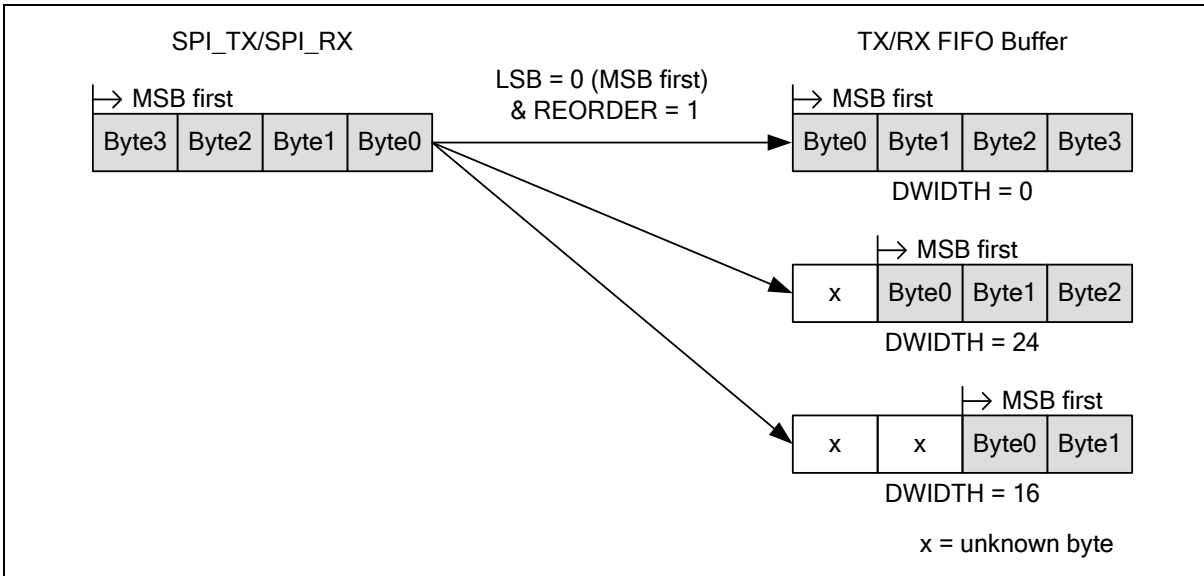 SPI_TX/SPI_RX
TX/RX FIFO Buffer
LSB = 0 (MSB first)
& REORDER = 1
MSB first
Byte3 Byte2 Byte1 Byte0
MSB first
Byte0 Byte1 Byte2 Byte3
DWIDTH = 0
MSB first
x Byte0 Byte1 Byte2
DWIDTH = 24
MSB first
x x Byte0 Byte1
DWIDTH = 16
x = unknown byte